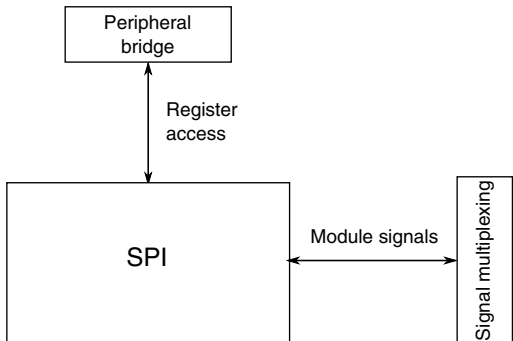 Peripheral
bridge
Register
access
SPI
Module signals
Signal multiplexing